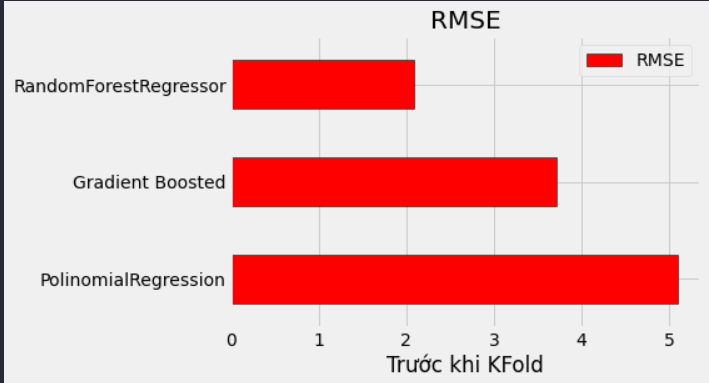 RMSE
RMSE
RandomForestRegressor
Gradient Boosted
PolinomialRegression
0 1 2 3 4 5
Trước khi KFold